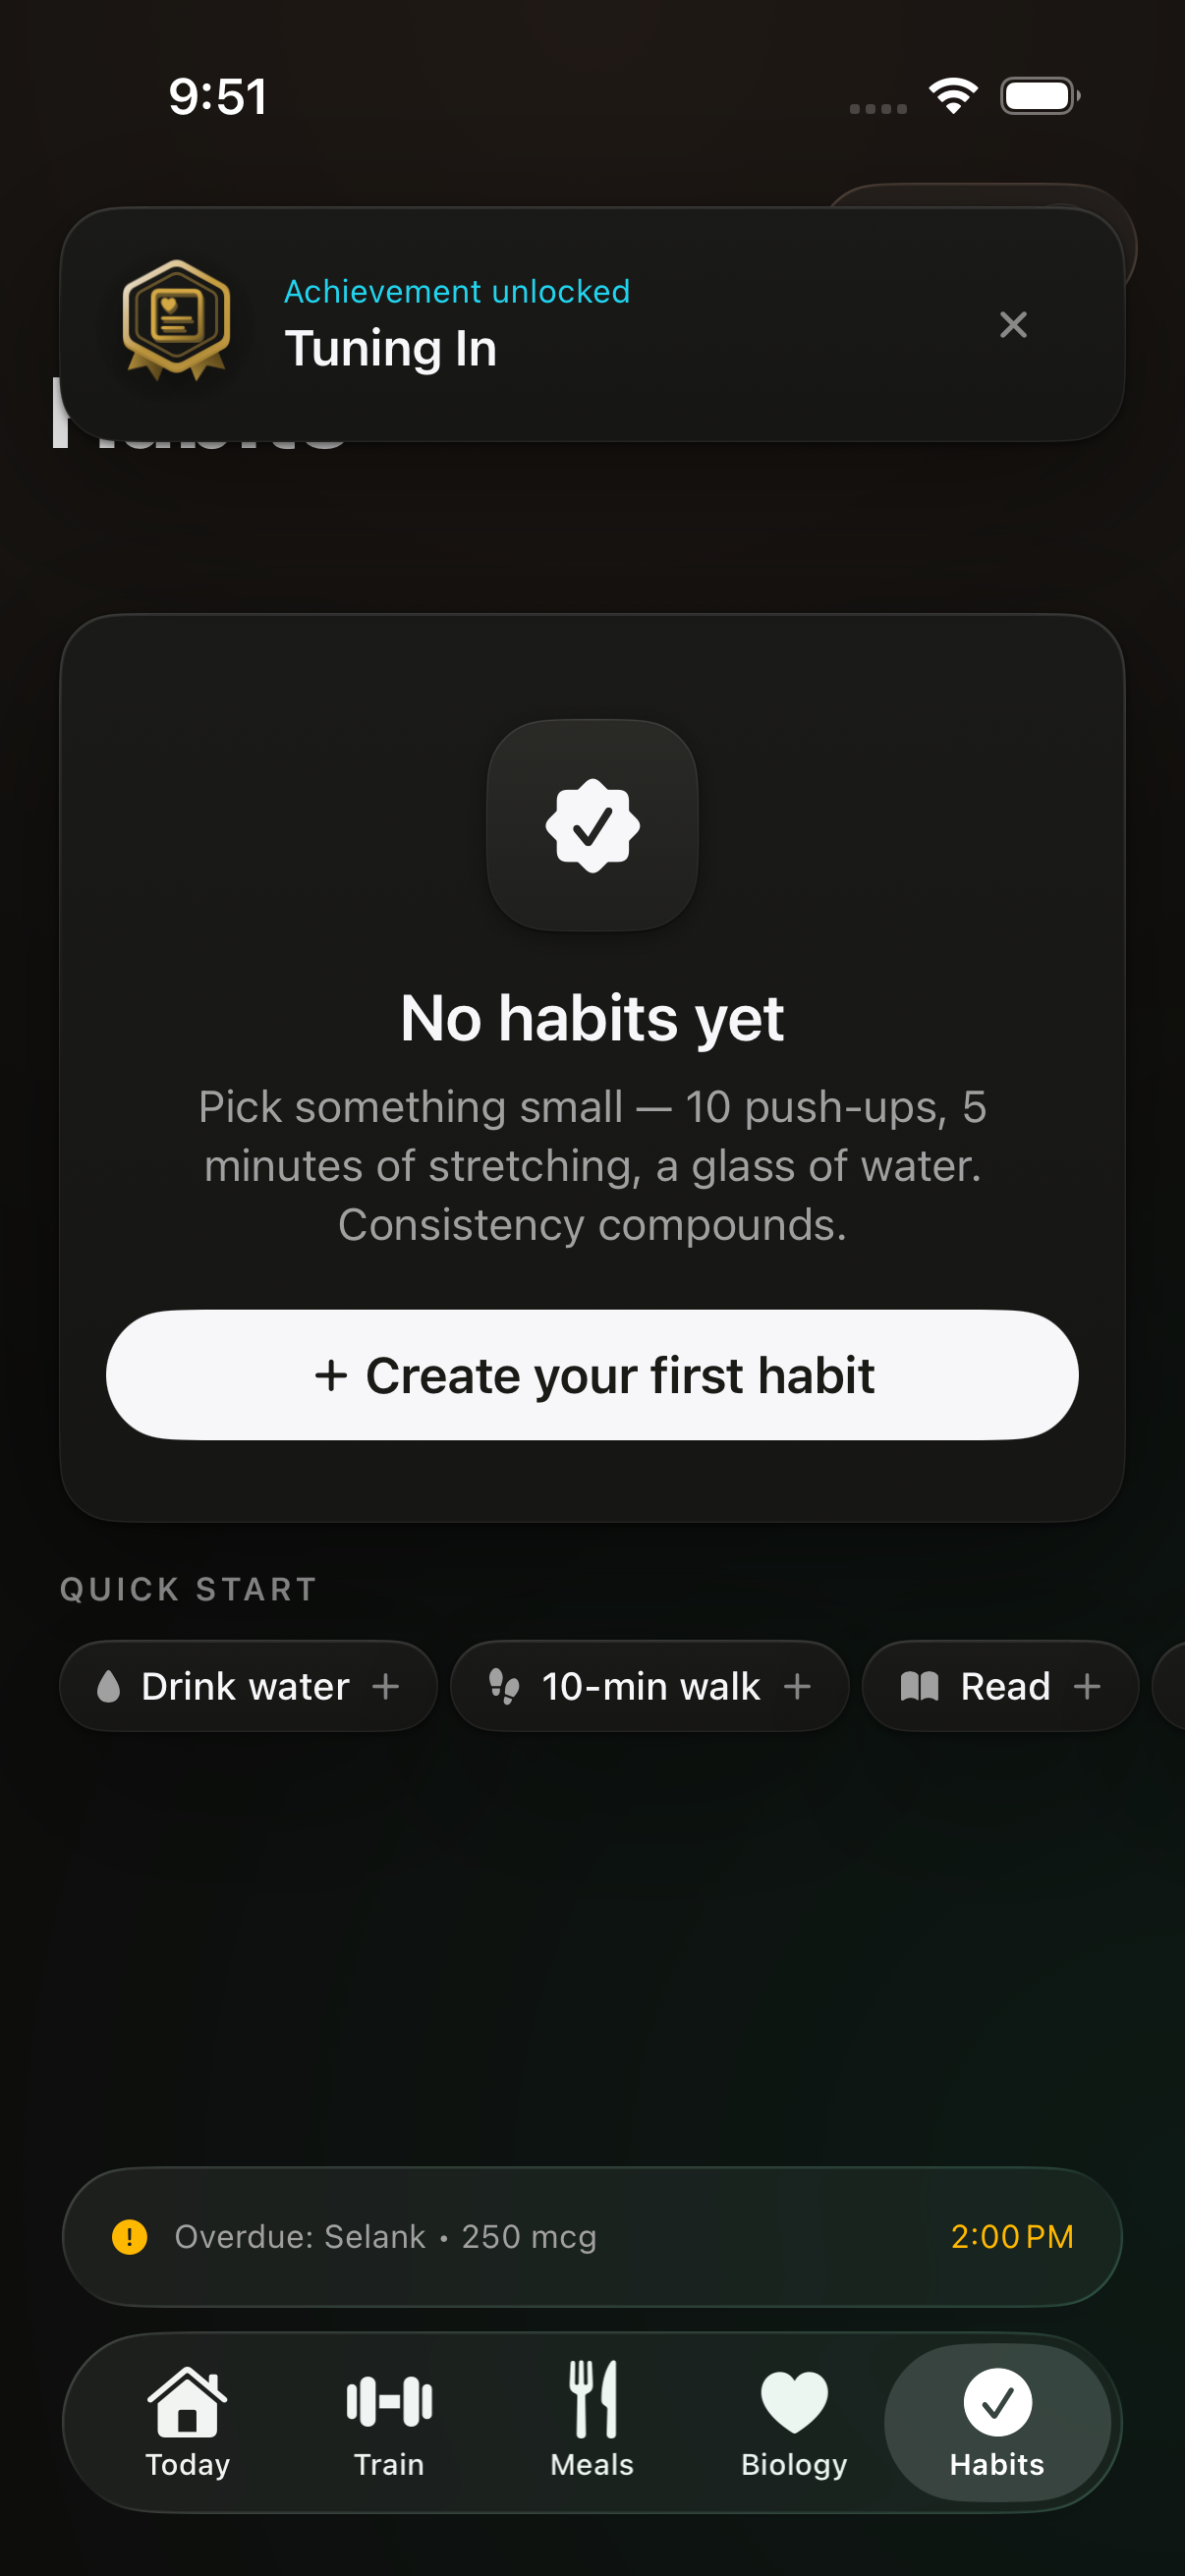 9:51
Achievement unlocked
Tuning In
Habits
No habits yet
Pick something small — 10 push-ups, 5
minutes of stretching, a glass of water.
Consistency compounds.
+ Create your first habit
QUICK START
Drink water +
10-min walk +
Read +
Overdue: Selank • 250 mcg
2:00 PM
Today
Train
Meals
Biology
Habits